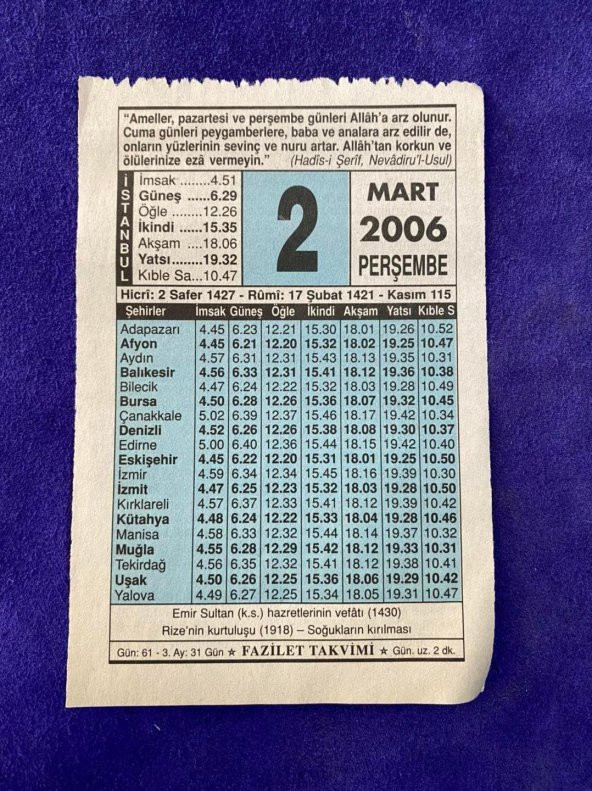 “Ameller, pazartesi ve perşembe günleri Allâh’a arz olunur.
Cuma günleri peygamberlere, baba ve analara arz edilir de,
onların yüzlerinin sevinç ve nuru artar. Allâh’tan korkun ve
ölülerinize ezâ vermeyin.” (Hadîs-i Şerîf, Nevâdiru’l-Usul)
İSTANBUL
İmsak ........4.51
Güneş ......6.29
Öğle ........12.26
İkindi ......15.35
Akşam ....18.06
Yatsı.......19.32
Kıble Sa...10.47
2
MART
2006
PERŞEMBE
Hicrî: 2 Safer 1427 - Rûmî: 17 Şubat 1421 - Kasım 115
Şehirler İmsak Güneş Öğle İkindi Akşam Yatsı Kıble S
Adapazarı 4.45 6.23 12.21 15.30 18.01 19.26 10.52
Afyon 4.45 6.21 12.20 15.32 18.02 19.25 10.47
Aydın 4.57 6.31 12.31 15.43 18.13 19.35 10.31
Balıkesir 4.56 6.33 12.31 15.41 18.12 19.36 10.38
Bilecik 4.47 6.24 12.22 15.32 18.03 19.28 10.49
Bursa 4.50 6.28 12.26 15.36 18.07 19.32 10.45
Çanakkale 5.02 6.39 12.37 15.46 18.17 19.42 10.34
Denizli 4.52 6.26 12.26 15.38 18.08 19.30 10.37
Edirne 5.00 6.40 12.36 15.44 18.15 19.42 10.40
Eskişehir 4.45 6.22 12.20 15.31 18.01 19.25 10.50
İzmir 4.59 6.34 12.34 15.45 18.16 19.39 10.30
İzmit 4.47 6.25 12.23 15.32 18.03 19.28 10.50
Kırklareli 4.57 6.37 12.33 15.41 18.12 19.39 10.42
Kütahya 4.48 6.24 12.22 15.33 18.04 19.28 10.46
Manisa 4.58 6.33 12.32 15.44 18.14 19.37 10.32
Muğla 4.55 6.28 12.29 15.42 18.12 19.33 10.31
Tekirdağ 4.56 6.35 12.32 15.41 18.12 19.38 10.41
Uşak 4.50 6.26 12.25 15.36 18.06 19.29 10.42
Yalova 4.49 6.27 12.25 15.34 18.05 19.31 10.47
Emir Sultan (k.s.) hazretlerinin vefâtı (1430)
Rize’nin kurtuluşu (1918) – Soğukların kırılması
Gün: 61 - 3. Ay: 31 Gün ★ FAZİLET TAKVİMİ ★ Gün. uz. 2 dk.